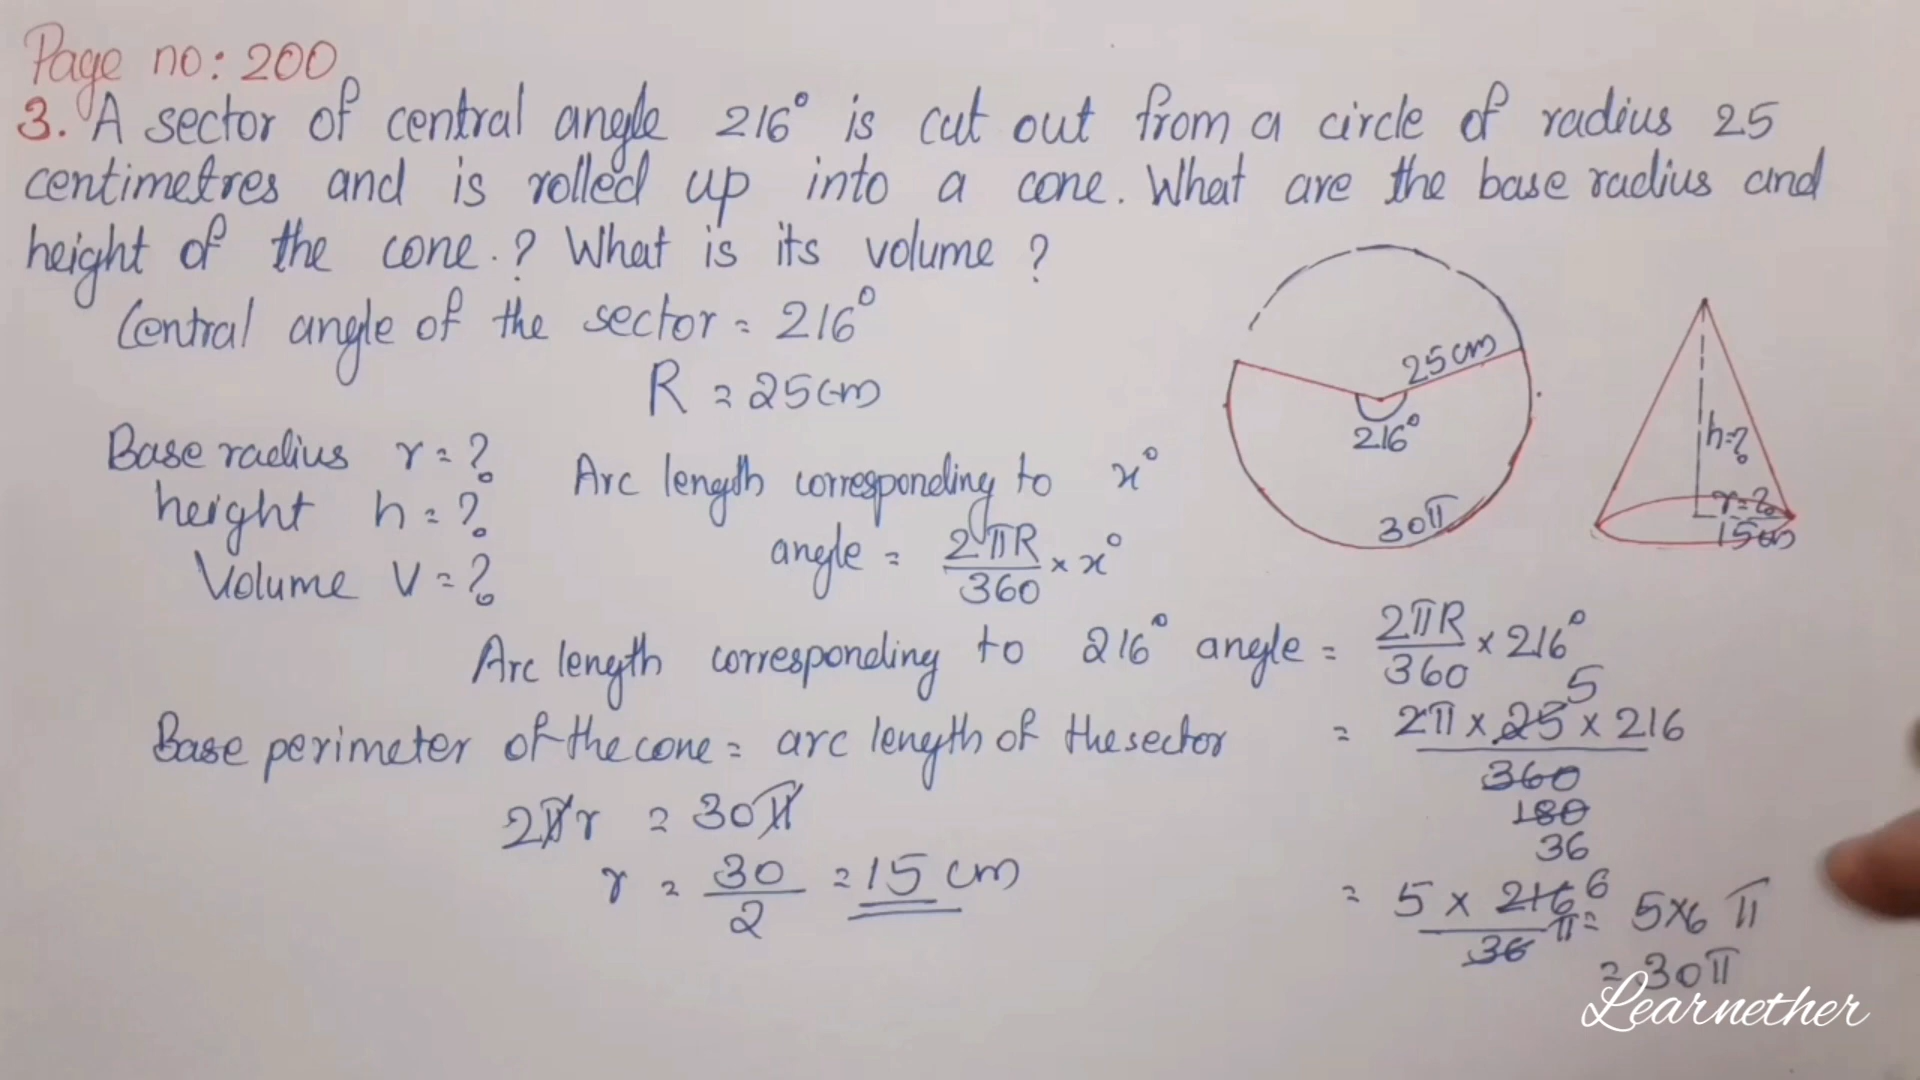 Page no: 200
3. A sector of central angle 216° is cut out from a circle of radius 25
centimetres and is rolled up into a cone. What are the base radius and
height of the cone.? What is its volume ?
Central angle of the sector = 216°
R = 25cm
25cm
216°
30π
h=?
r=?
15cm
Base radius r = ?
height h = ?
Volume V = ?
Arc length corresponding to x°
angle = 2πR/360 × x°
Arc length corresponding to 216° angle = 2πR/360 × 216°
Base perimeter of the cone = arc length of the sector
= 2π × 25 5 × 216 / 360
180
36
2πr = 30π
r = 30/2 = 15 cm
= 5 × 216 6 / 36 π = 5×6 π
= 30π
Learnether